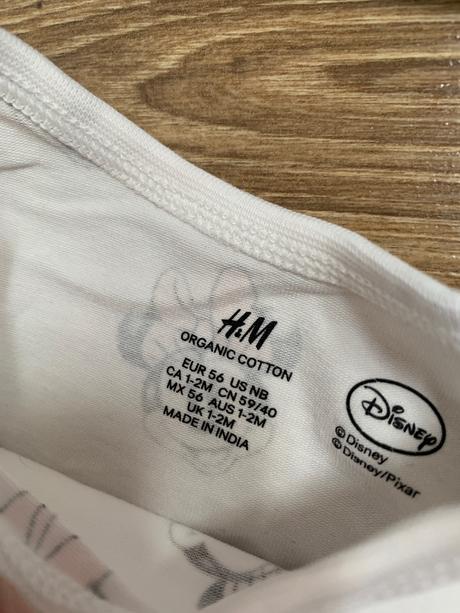 H&M
ORGANIC COTTON
EUR 56 US NB
CA 1-2M CN 59/40
MX 56 AUS 1-2M
UK 1-2M
MADE IN INDIA
Disney
© Disney
© Disney/Pixar